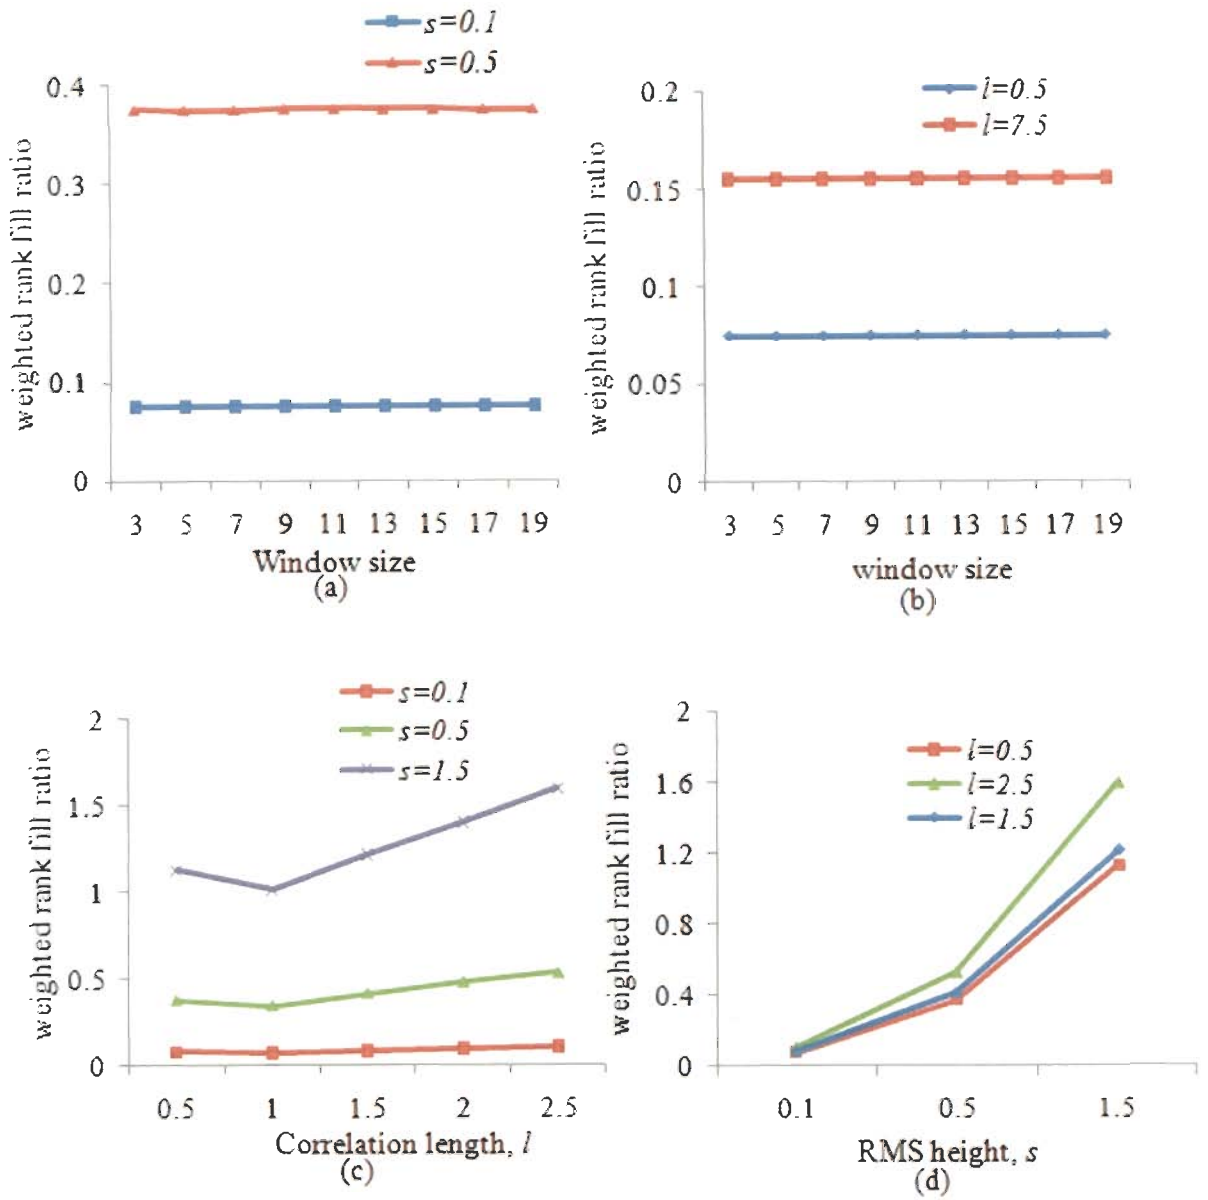 s=0.1
s=0.5
0.4
0.3
0.2
0.1
0
weighted rank fill ratio
3 5 7 9 11 13 15 17 19
Window size
(a)
l=0.5
l=7.5
0.2
0.15
0.1
0.05
0
weighted rank fill ratio
3 5 7 9 11 13 15 17 19
window size
(b)
s=0.1
s=0.5
s=1.5
2
1.5
1
0.5
0
weighted rank fill ratio
0.5 1 1.5 2 2.5
Correlation length, l
(c)
l=0.5
l=2.5
l=1.5
2
1.6
1.2
0.8
0.4
0
weighted rank fill ratio
0.1 0.5 1.5
RMS height, s
(d)